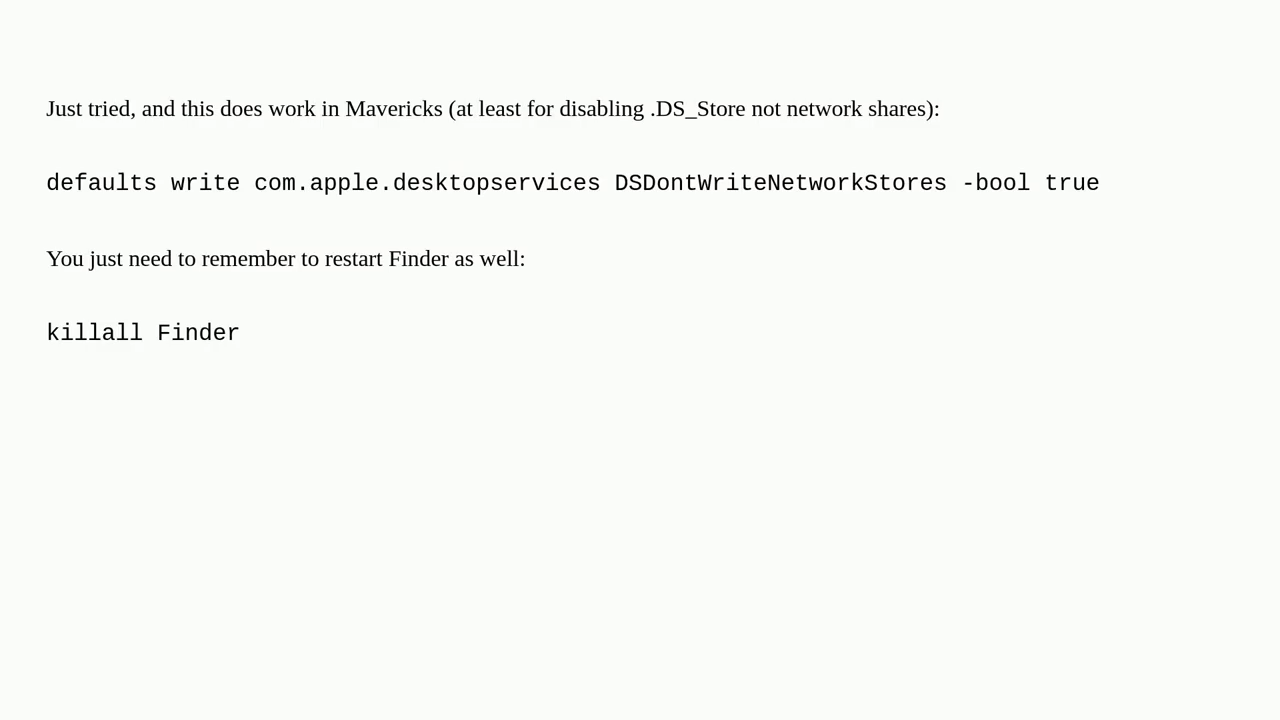 Just tried, and this does work in Mavericks (at least for disabling .DS_Store not network shares):
defaults write com.apple.desktopservices DSDontWriteNetworkStores -bool true
You just need to remember to restart Finder as well:
killall Finder